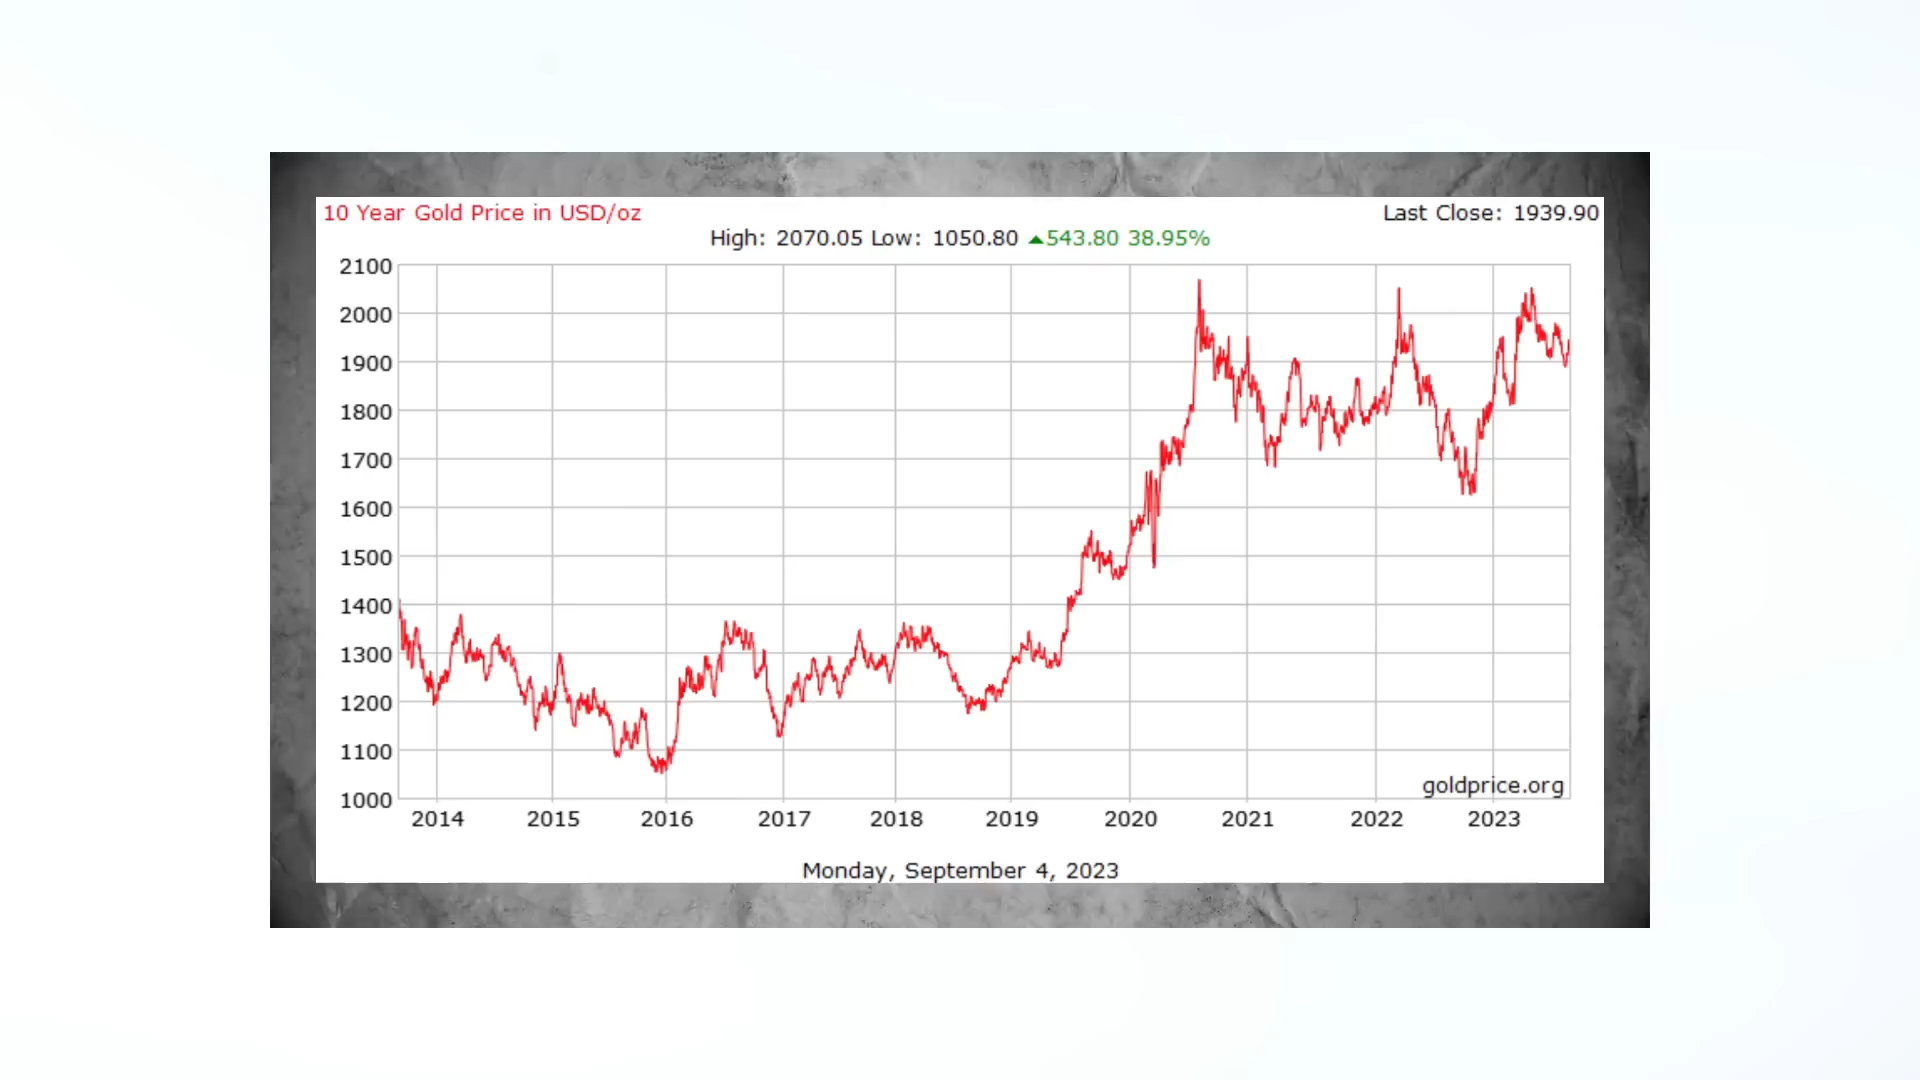 10 Year Gold Price in USD/oz
Last Close: 1939.90
High: 2070.05 Low: 1050.80 ▲543.80 38.95%
2100
2000
1900
1800
1700
1600
1500
1400
1300
1200
1100
1000
goldprice.org
2014 2015 2016 2017 2018 2019 2020 2021 2022 2023
Monday, September 4, 2023